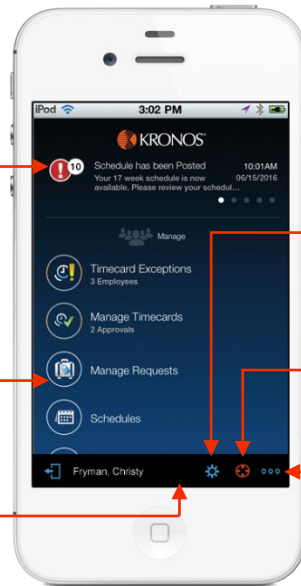 iPod 3:02 PM
KRONOS
10
Schedule has been Posted 10:01AM
Your 17 week schedule is now 06/15/2016
available. Please review your schedul...
Manage
Timecard Exceptions
3 Employees
Manage Timecards
2 Approvals
Manage Requests
Schedules
Fryman, Christy